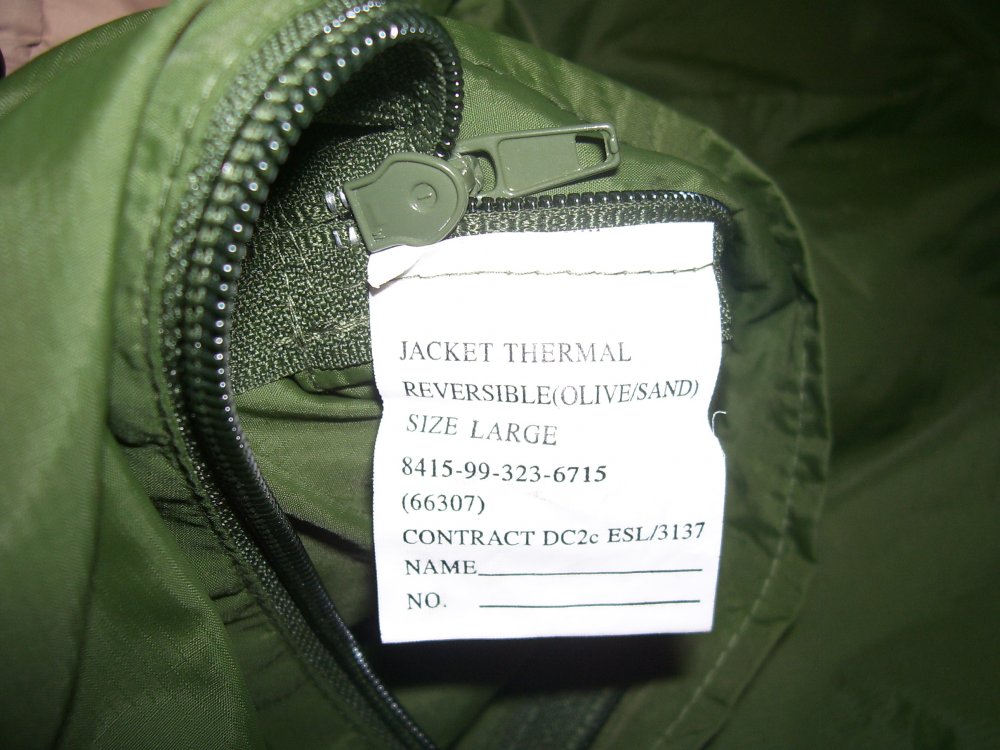 JACKET THERMAL
REVERSIBLE(OLIVE/SAND)
SIZE LARGE
8415-99-323-6715
(66307)
CONTRACT DC2c ESL/3137
NAME
NO.